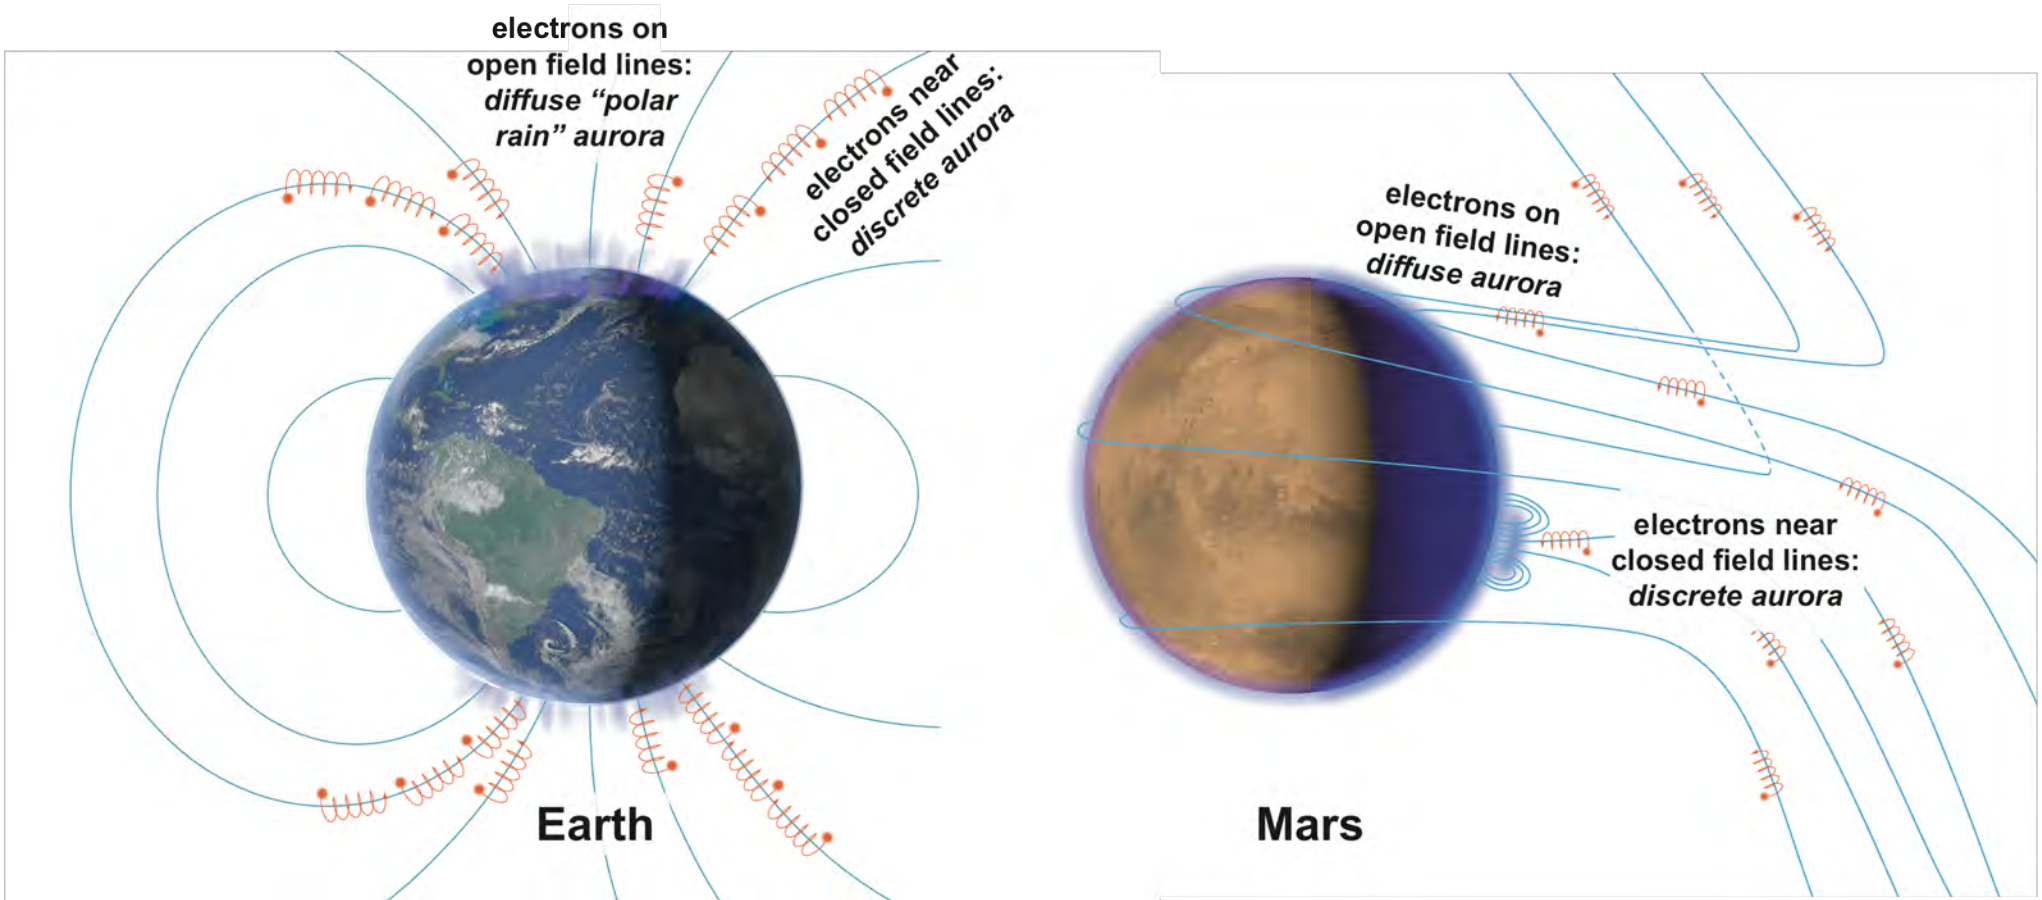 electrons on
open field lines:
diffuse “polar
rain” aurora
electrons near
closed field lines:
discrete aurora
Earth
electrons on
open field lines:
diffuse aurora
electrons near
closed field lines:
discrete aurora
Mars